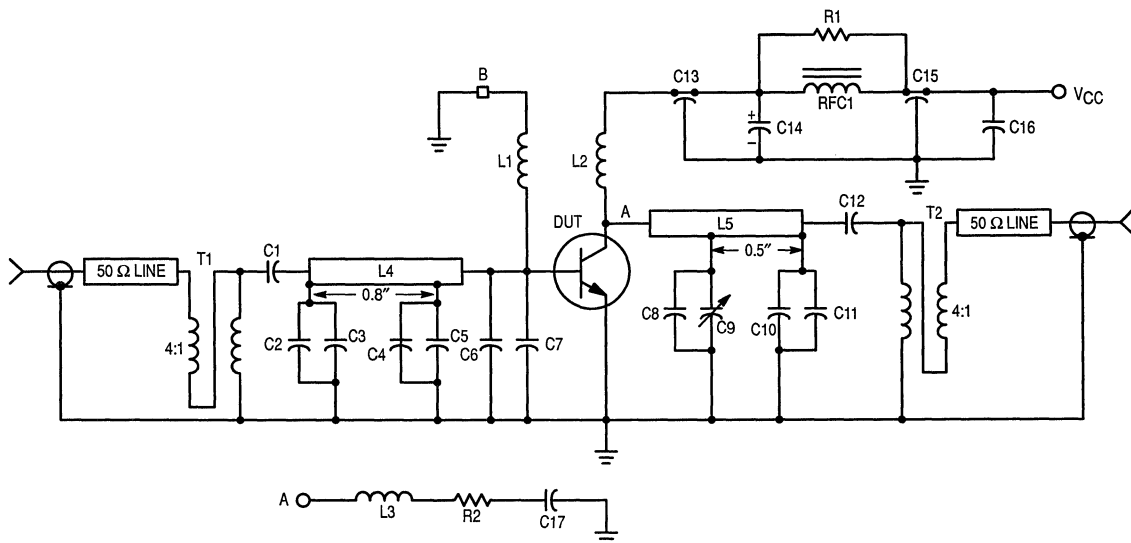 R1
B
C13
C15
RFC1
VCC
+
C14
–
C16
L1
L2
C12
DUT
A
L5
T2
50 Ω LINE
T1
C1
50 Ω LINE
L4
0.5″
0.8″
C8
C9
C10
C11
4:1
C2
C3
C4
C5
C6
C7
4:1
A
L3
R2
C17